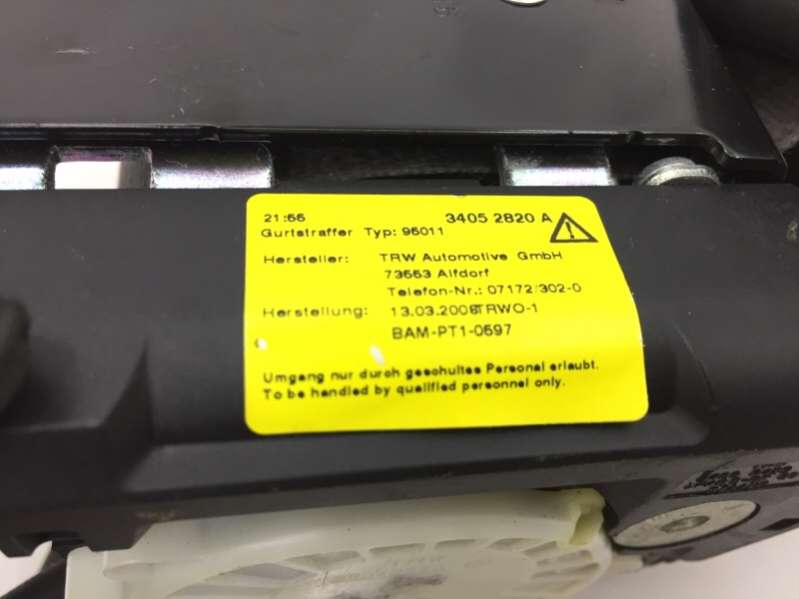 21:56
3405 2820 A
Gurtstraffer Typ: 95011
Hersteller: TRW Automotive GmbH
73553 Alfdorf
Telefon-Nr.: 07172/302-0
Herstellung: 13.03.2008TRWO-1
BAM-PT1-0597
Umgang nur durch geschultes Personal erlaubt.
To be handled by qualified personnel only.